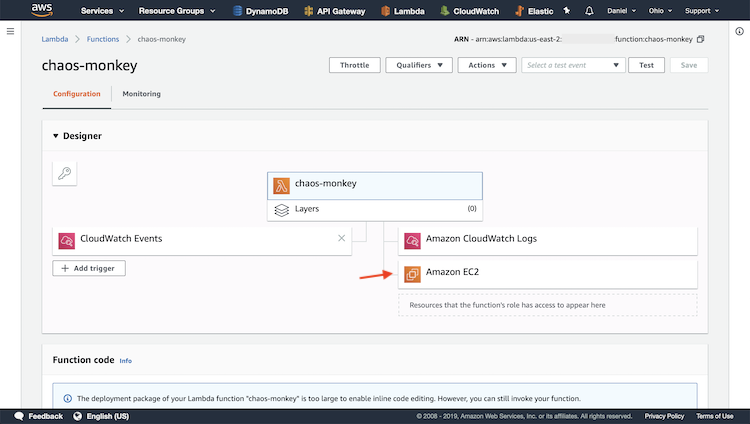 aws Services Resource Groups DynamoDB API Gateway Lambda CloudWatch Elastic Daniel Ohio Support
Lambda Functions chaos-monkey ARN - arn:aws:lambda:us-east-2: function:chaos-monkey
chaos-monkey Throttle Qualifiers Actions Select a test event Test Save
Configuration Monitoring
Designer
chaos-monkey
Layers (0)
CloudWatch Events Amazon CloudWatch Logs
Add trigger Amazon EC2
Resources that the function's role has access to appear here
Function code Info
The deployment package of your Lambda function "chaos-monkey" is too large to enable inline code editing. However, you can still invoke your function.
Feedback English (US) © 2008 - 2019, Amazon Web Services, Inc. or its affiliates. All rights reserved. Privacy Policy Terms of Use